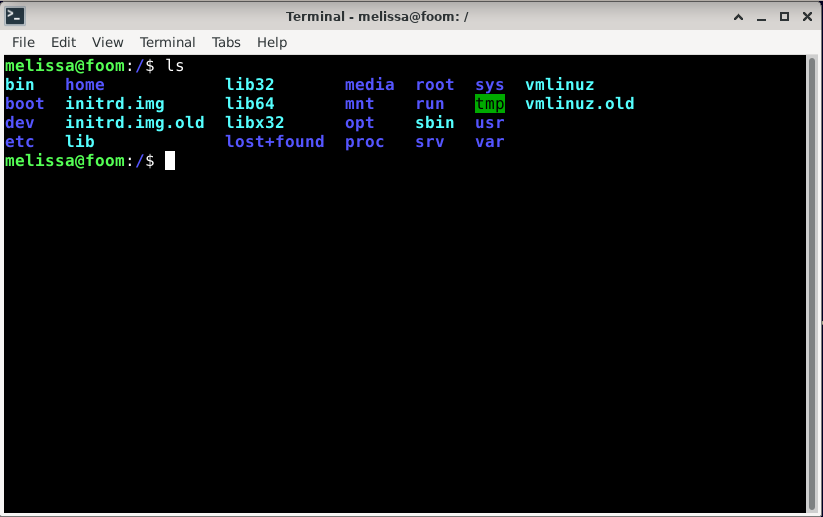 Terminal - melissa@foom: /
File Edit View Terminal Tabs Help
melissa@foom:/$ ls
bin home lib32 media root sys vmlinuz
boot initrd.img lib64 mnt run tmp vmlinuz.old
dev initrd.img.old libx32 opt sbin usr
etc lib lost+found proc srv var
melissa@foom:/$